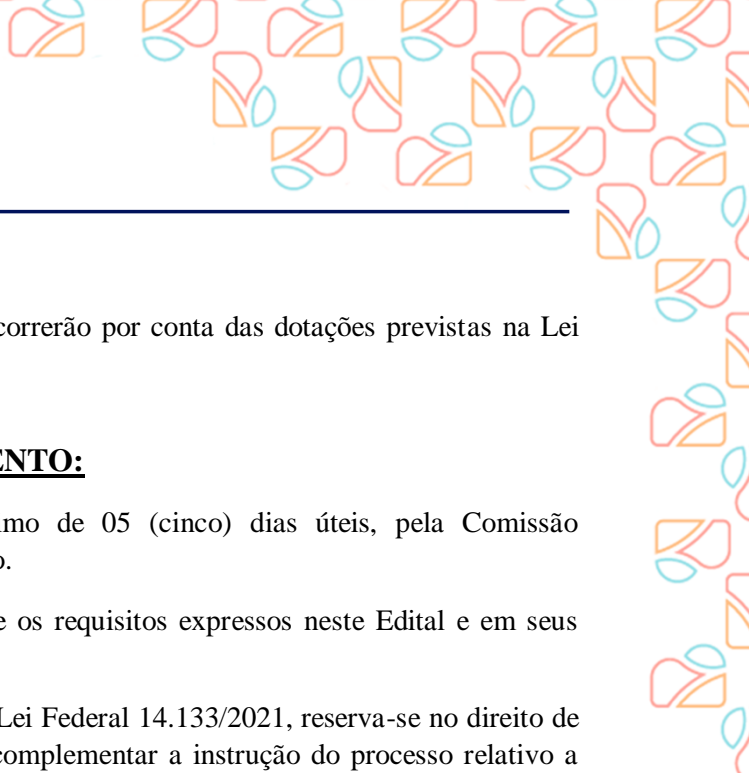 correrão por conta das dotações previstas na Lei
ENTO:
imo de 05 (cinco) dias úteis, pela Comissão
o.
e os requisitos expressos neste Edital e em seus
Lei Federal 14.133/2021, reserva-se no direito de
complementar a instrução do processo relativo a